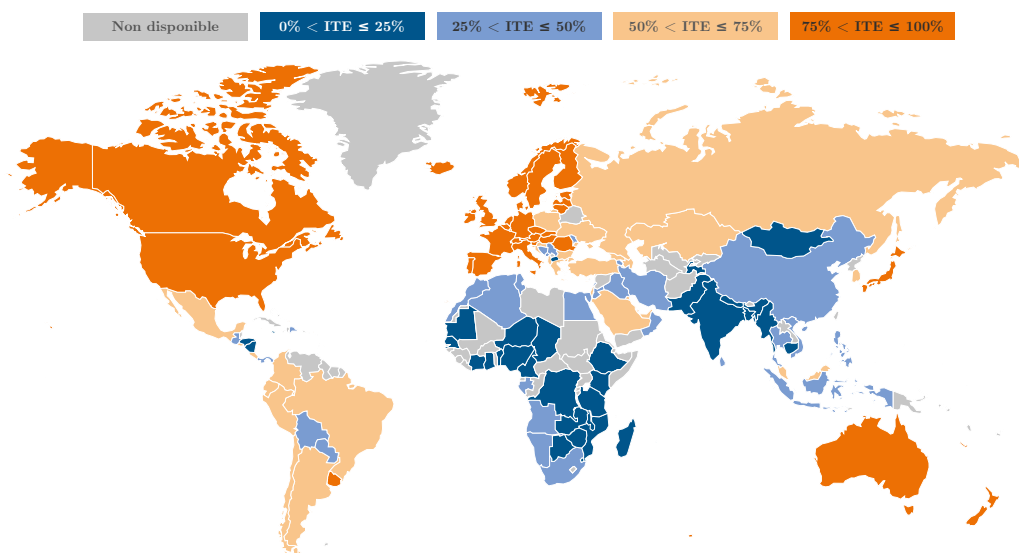 Non disponible 0% < ITE ≤ 25% 25% < ITE ≤ 50% 50% < ITE ≤ 75% 75% < ITE ≤ 100%